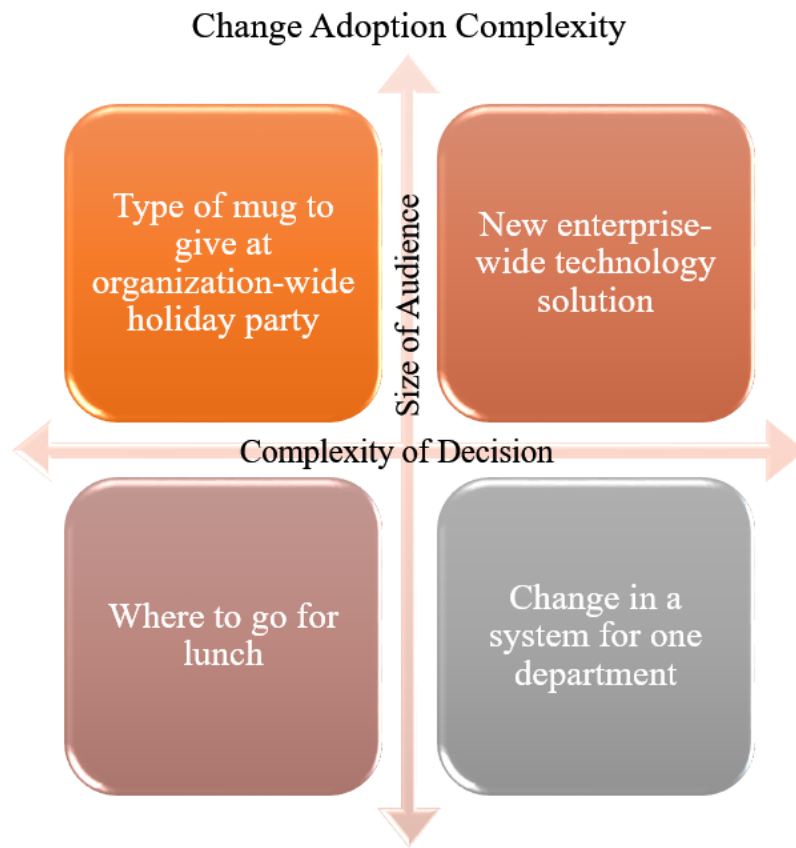 Change Adoption Complexity
Type of mug to
give at
organization-wide
holiday party
New enterprise-
wide technology
solution
Size of Audience
Complexity of Decision
Where to go for
lunch
Change in a
system for one
department